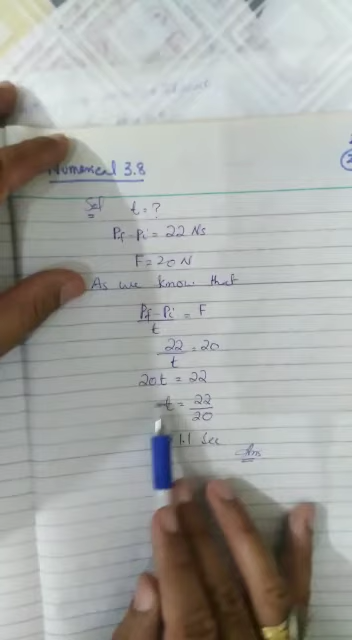 Numerical 3.8
Sol
t = ?
Pf - Pi = 22 Ns
F = 20 N
As we know that
Pf - Pi / t = F
22 / t = 20
20t = 22
t = 22 / 20
1.1 Sec
Ans